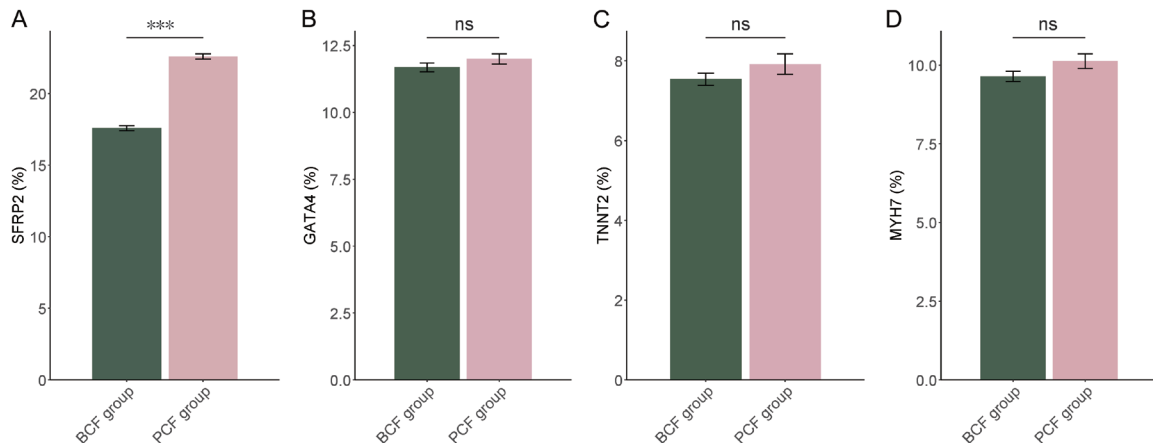 A
***
SFRP2 (%)
20
15
10
5
0
BCF group
PCF group
B
ns
GATA4 (%)
12.5
10.0
7.5
5.0
2.5
0.0
BCF group
PCF group
C
ns
TNNT2 (%)
8
6
4
2
0
BCF group
PCF group
D
ns
MYH7 (%)
10.0
7.5
5.0
2.5
0.0
BCF group
PCF group